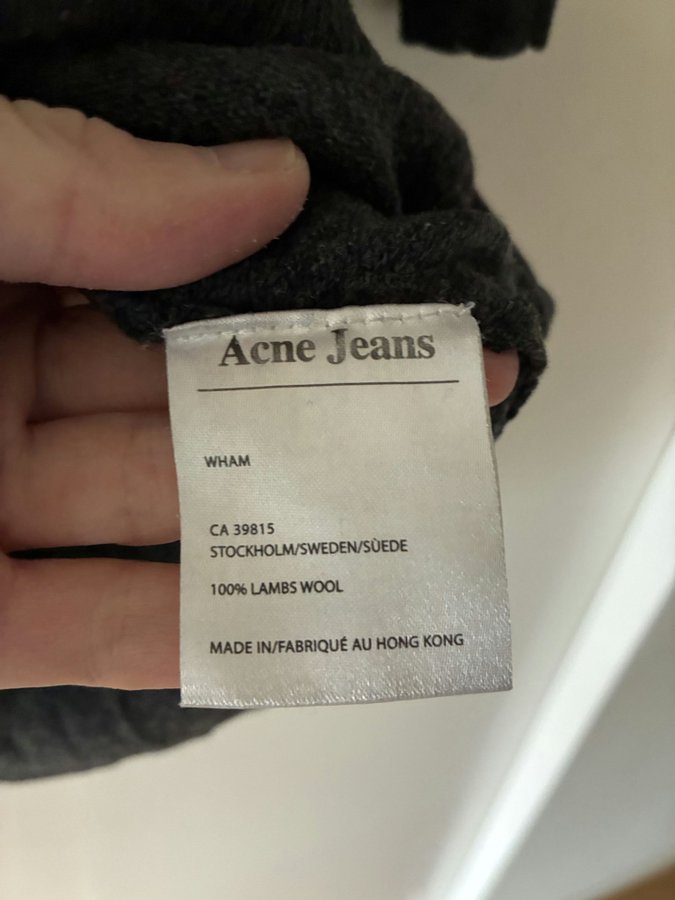 Acne Jeans
WHAM
CA 39815
STOCKHOLM/SWEDEN/SÙEDE
100% LAMBS WOOL
MADE IN/FABRIQUÉ AU HONG KONG